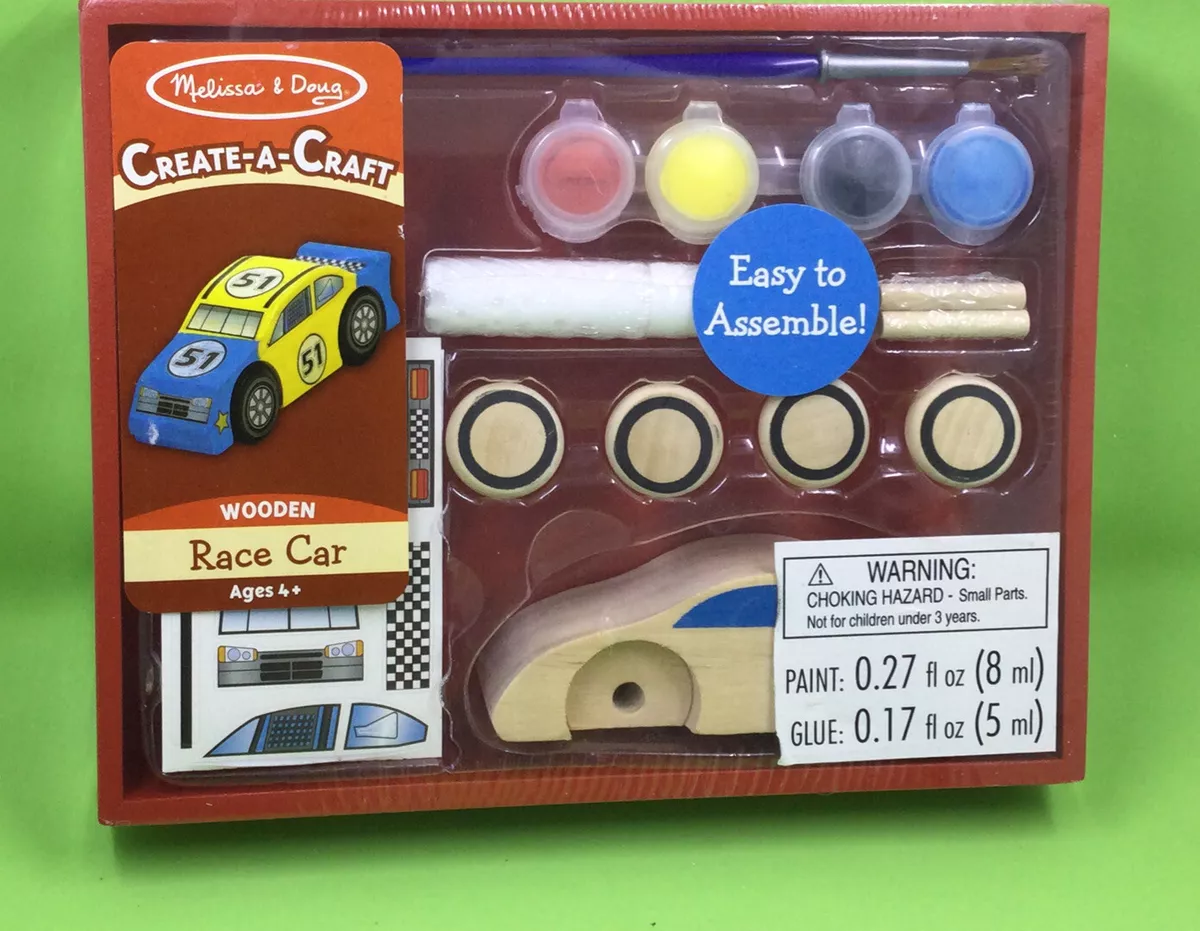 Melissa & Doug
CREATE-A-CRAFT
51
51
51
WOODEN
Race Car
Ages 4+
Easy to
Assemble!
WARNING:
CHOKING HAZARD - Small Parts.
Not for children under 3 years.
PAINT: 0.27 fl oz (8 ml)
GLUE: 0.17 fl oz (5 ml)